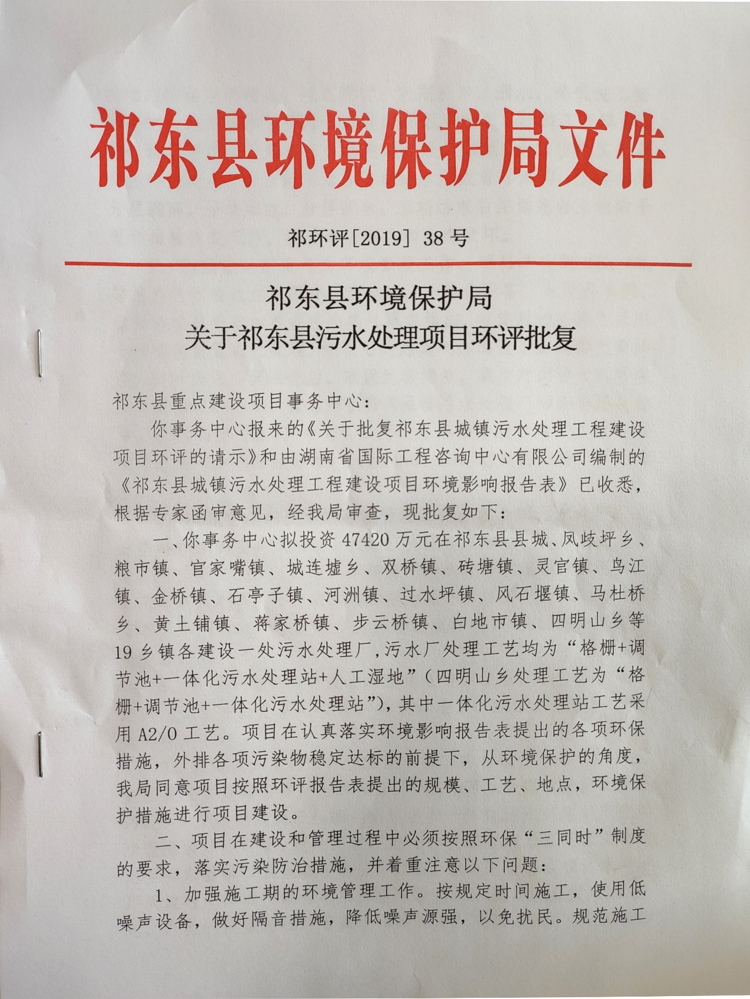 祁东县环境保护局文件
祁环评[2019] 38 号
祁东县环境保护局
关于祁东县污水处理项目环评批复
祁东县重点建设项目事务中心：
你事务中心报来的《关于批复祁东县城镇污水处理工程建设
项目环评的请示》和由湖南省国际工程咨询中心有限公司编制的
《祁东县城镇污水处理工程建设项目环境影响报告表》已收悉，
根据专家函审意见，经我局审查，现批复如下：
一、你事务中心拟投资 47420 万元在祁东县县城、凤歧坪乡、
粮市镇、官家嘴镇、城连墟乡、双桥镇、砖塘镇、灵官镇、鸟江
镇、金桥镇、石亭子镇、河洲镇、过水坪镇、风石堰镇、马杜桥
乡、黄土铺镇、蒋家桥镇、步云桥镇、白地市镇、四明山乡等
19 乡镇各建设一处污水处理厂,污水厂处理工艺均为“格栅+调
节池+一体化污水处理站+人工湿地”（四明山乡处理工艺为“格
栅+调节池+一体化污水处理站”），其中一体化污水处理站工艺采
用 A2/O 工艺。项目在认真落实环境影响报告表提出的各项环保
措施，外排各项污染物稳定达标的前提下，从环境保护的角度，
我局同意项目按照环评报告表提出的规模、工艺、地点，环境保
护措施进行项目建设。
二、项目在建设和管理过程中必须按照环保“三同时”制度
的要求，落实污染防治措施，并着重注意以下问题：
1、加强施工期的环境管理工作。按规定时间施工，使用低
噪声设备，做好隔音措施，降低噪声源强，以免扰民。规范施工